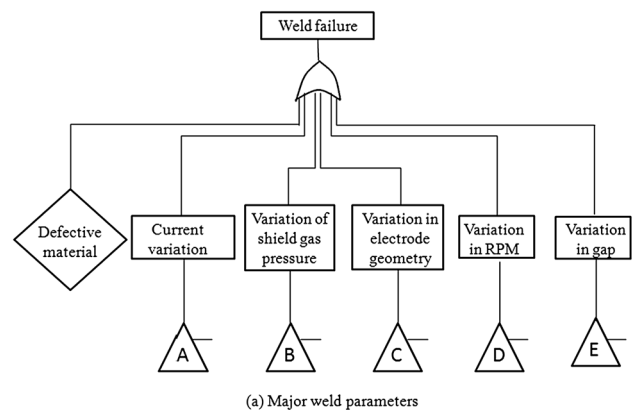 Weld failure
Defective
material
Current
variation
Variation of
shield gas
pressure
Variation in
electrode
geometry
Variation
in RPM
Variation
in gap
A
B
C
D
E
(a) Major weld parameters